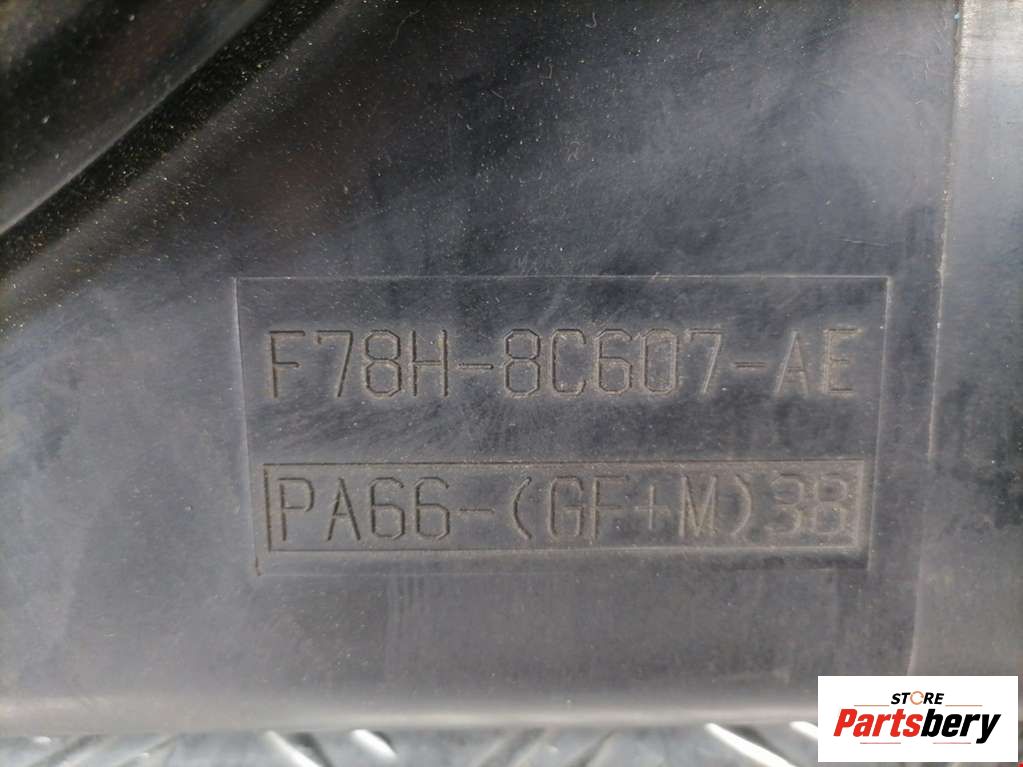 F78H-8C607-AE
PA66-(GF+M)38
STORE
Partsbery